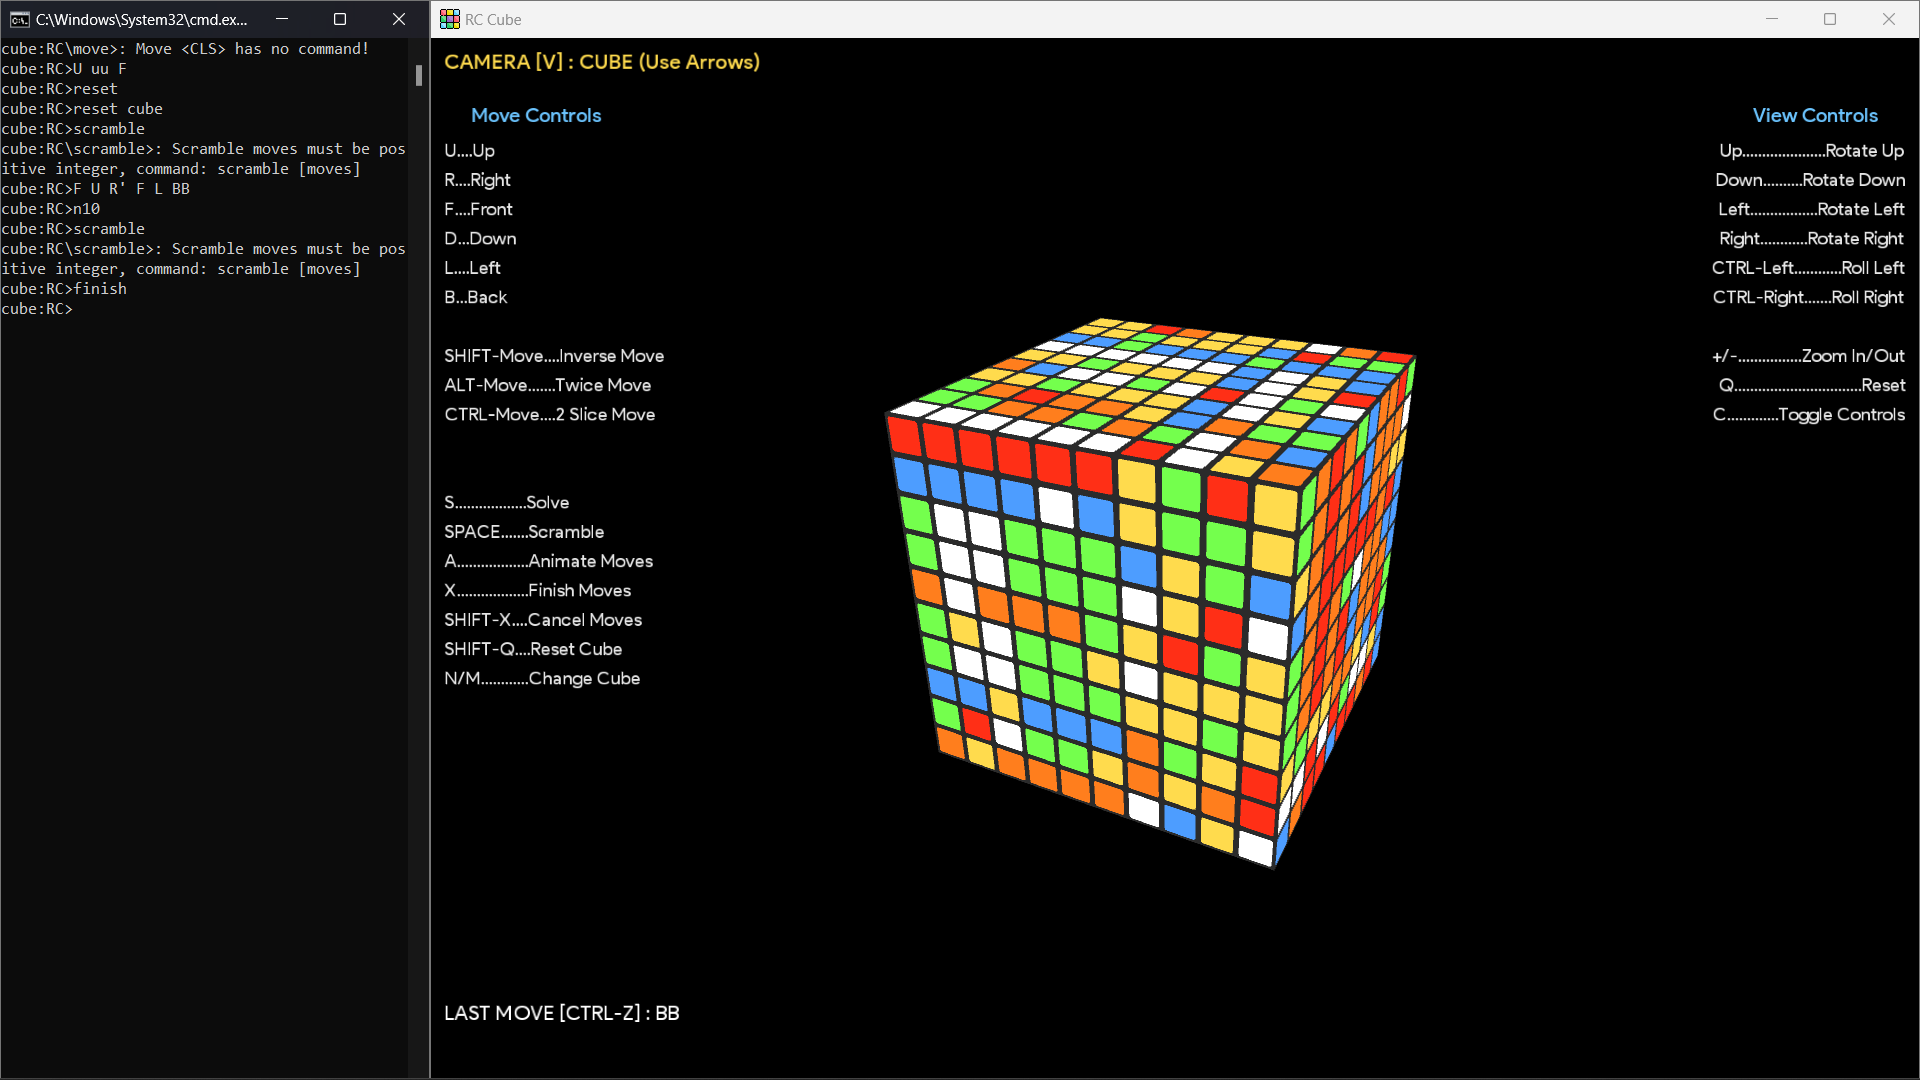 C:\Windows\System32\cmd.ex...
cube:RC\move>: Move <CLS> has no command!
cube:RC>U uu F
cube:RC>reset
cube:RC>reset cube
cube:RC>scramble
cube:RC\scramble>: Scramble moves must be pos
itive integer, command: scramble [moves]
cube:RC>F U R' F L BB
cube:RC>n10
cube:RC>scramble
cube:RC\scramble>: Scramble moves must be pos
itive integer, command: scramble [moves]
cube:RC>finish
cube:RC>
RC Cube
CAMERA [V] : CUBE (Use Arrows)
Move Controls
U....Up
R....Right
F....Front
D...Down
L....Left
B...Back
SHIFT-Move....Inverse Move
ALT-Move.......Twice Move
CTRL-Move....2 Slice Move
S..................Solve
SPACE.......Scramble
A..................Animate Moves
X..................Finish Moves
SHIFT-X....Cancel Moves
SHIFT-Q....Reset Cube
N/M............Change Cube
LAST MOVE [CTRL-Z] : BB
View Controls
Up.....................Rotate Up
Down..........Rotate Down
Left.................Rotate Left
Right............Rotate Right
CTRL-Left............Roll Left
CTRL-Right.......Roll Right
+/-................Zoom In/Out
Q................................Reset
C.............Toggle Controls